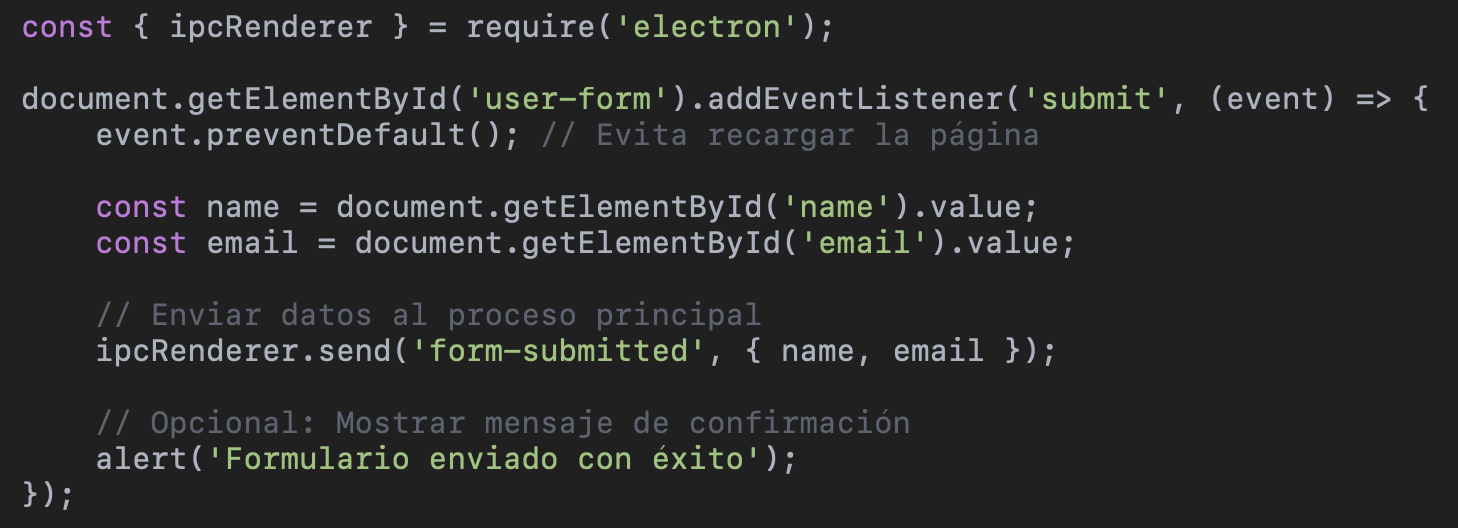 const { ipcRenderer } = require('electron');
document.getElementById('user-form').addEventListener('submit', (event) => {
event.preventDefault(); // Evita recargar la página
const name = document.getElementById('name').value;
const email = document.getElementById('email').value;
// Enviar datos al proceso principal
ipcRenderer.send('form-submitted', { name, email });
// Opcional: Mostrar mensaje de confirmación
alert('Formulario enviado con éxito');
});